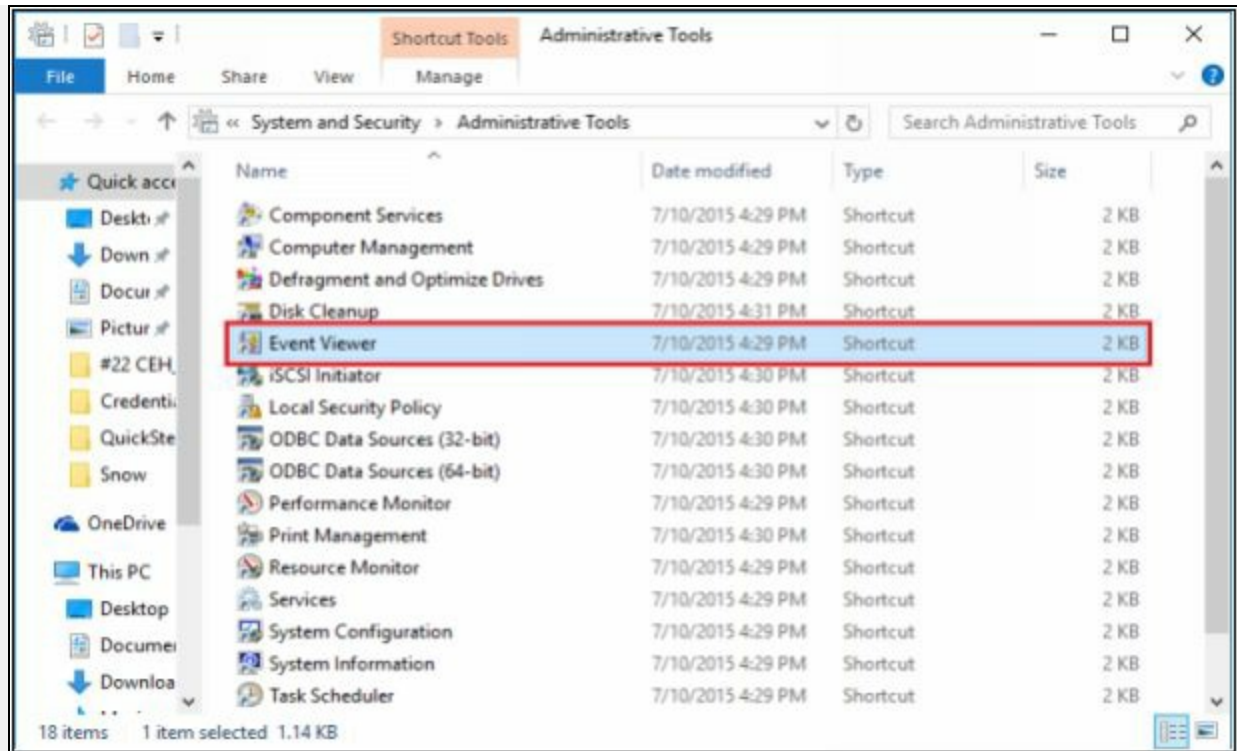 Shortcut Tools
Administrative Tools
File Home Share View Manage
« System and Security > Administrative Tools
Search Administrative Tools
Name Date modified Type Size
Quick acce
Deskt
Down
Docur
Pictur
#22 CEH_
Credentia
QuickSte
Snow
OneDrive
This PC
Desktop
Documei
Downloa
Component Services 7/10/2015 4:29 PM Shortcut 2 KB
Computer Management 7/10/2015 4:29 PM Shortcut 2 KB
Defragment and Optimize Drives 7/10/2015 4:29 PM Shortcut 2 KB
Disk Cleanup 7/10/2015 4:31 PM Shortcut 2 KB
Event Viewer 7/10/2015 4:29 PM Shortcut 2 KB
iSCSI Initiator 7/10/2015 4:30 PM Shortcut 2 KB
Local Security Policy 7/10/2015 4:30 PM Shortcut 2 KB
ODBC Data Sources (32-bit) 7/10/2015 4:30 PM Shortcut 2 KB
ODBC Data Sources (64-bit) 7/10/2015 4:30 PM Shortcut 2 KB
Performance Monitor 7/10/2015 4:29 PM Shortcut 2 KB
Print Management 7/10/2015 4:29 PM Shortcut 2 KB
Resource Monitor 7/10/2015 4:29 PM Shortcut 2 KB
Services 7/10/2015 4:29 PM Shortcut 2 KB
System Configuration 7/10/2015 4:29 PM Shortcut 2 KB
System Information 7/10/2015 4:29 PM Shortcut 2 KB
Task Scheduler 7/10/2015 4:29 PM Shortcut 2 KB
18 items 1 item selected 1.14 KB